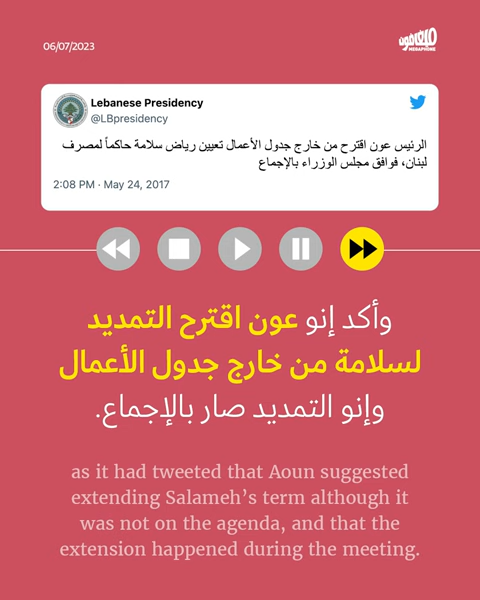 06/07/2023
ميغافون
MEGAPHONE
Lebanese Presidency
@LBpresidency
الرئيس عون اقترح من خارج جدول الأعمال تعيين رياض سلامة حاكماً لمصرف
لبنان، فوافق مجلس الوزراء بالإجماع
2:08 PM · May 24, 2017
وأكد إنو عون اقترح التمديد
لسلامة من خارج جدول الأعمال
وإنو التمديد صار بالإجماع.
as it had tweeted that Aoun suggested
extending Salameh’s term although it
was not on the agenda, and that the
extension happened during the meeting.